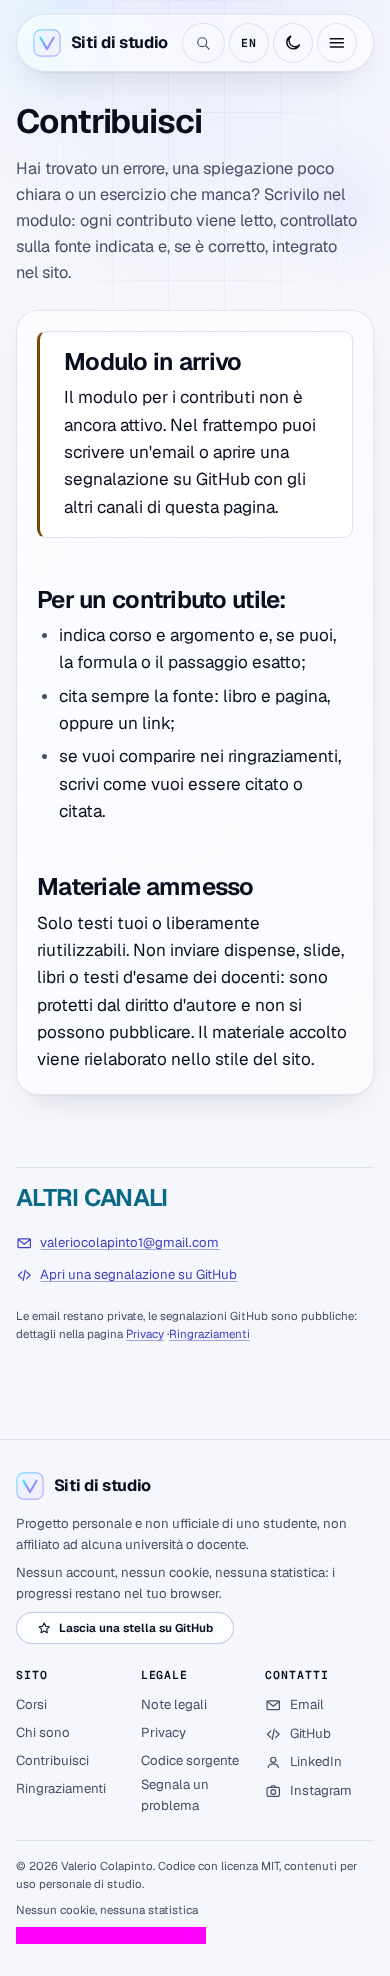 Siti di studio
EN
Contribuisci
Hai trovato un errore, una spiegazione poco
chiara o un esercizio che manca? Scrivilo nel
modulo: ogni contributo viene letto, controllato
sulla fonte indicata e, se è corretto, integrato
nel sito.
Modulo in arrivo
Il modulo per i contributi non è
ancora attivo. Nel frattempo puoi
scrivere un'email o aprire una
segnalazione su GitHub con gli
altri canali di questa pagina.
Per un contributo utile:
• indica corso e argomento e, se puoi,
la formula o il passaggio esatto;
• cita sempre la fonte: libro e pagina,
oppure un link;
• se vuoi comparire nei ringraziamenti,
scrivi come vuoi essere citato o
citata.
Materiale ammesso
Solo testi tuoi o liberamente
riutilizzabili. Non inviare dispense, slide,
libri o testi d'esame dei docenti: sono
protetti dal diritto d'autore e non si
possono pubblicare. Il materiale accolto
viene rielaborato nello stile del sito.
ALTRI CANALI
valeriocolapinto1@gmail.com
Apri una segnalazione su GitHub
Le email restano private, le segnalazioni GitHub sono pubbliche:
dettagli nella pagina Privacy ·Ringraziamenti
Siti di studio
Progetto personale e non ufficiale di uno studente, non
affiliato ad alcuna università o docente.
Nessun account, nessun cookie, nessuna statistica: i
progressi restano nel tuo browser.
Lascia una stella su GitHub
SITO
Corsi
Chi sono
Contribuisci
Ringraziamenti
LEGALE
Note legali
Privacy
Codice sorgente
Segnala un
problema
CONTATTI
Email
GitHub
LinkedIn
Instagram
© 2026 Valerio Colapinto. Codice con licenza MIT, contenuti per
uso personale di studio.
Nessun cookie, nessuna statistica